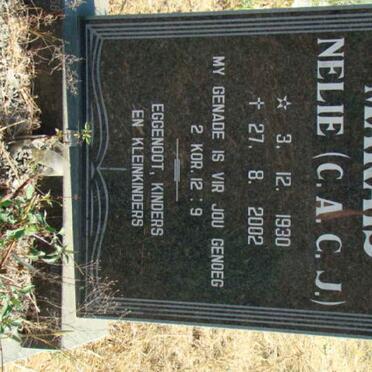 NELIE (C. A. C. J.)
☆ 3. 12. 1930
✝ 27. 8. 2002
MY GENADE IS VIR JOU GENOEG
2 KOR. 12 : 9
EGGENOOT, KINDERS
EN KLEINKINDERS